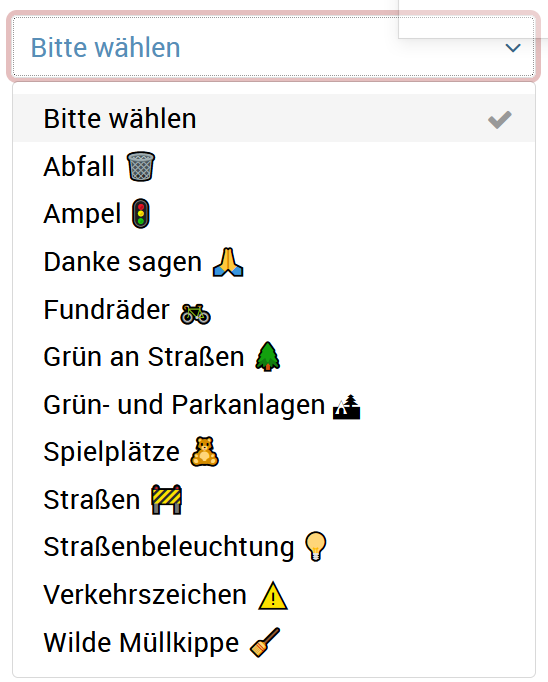 Bitte wählen
Bitte wählen
Abfall 🗑️
Ampel 🚦
Danke sagen 🙏
Fundräder 🚲
Grün an Straßen 🌲
Grün- und Parkanlagen 🏞
Spielplätze 🧸
Straßen 🚧
Straßenbeleuchtung 💡
Verkehrszeichen ⚠️
Wilde Müllkippe 🧹